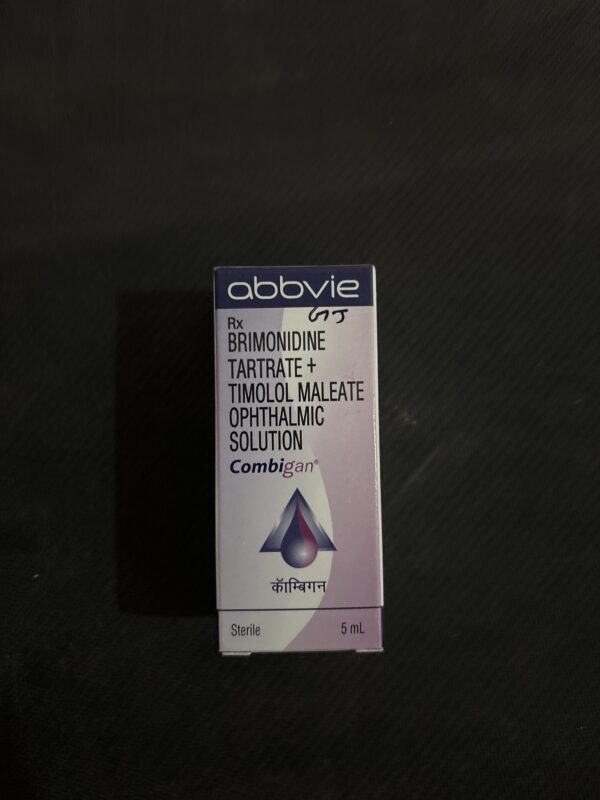 abbvie
Rx
BRIMONIDINE
TARTRATE +
TIMOLOL MALEATE
OPHTHALMIC
SOLUTION
Combigan®
कॅाम्बिगन
Sterile 5 mL